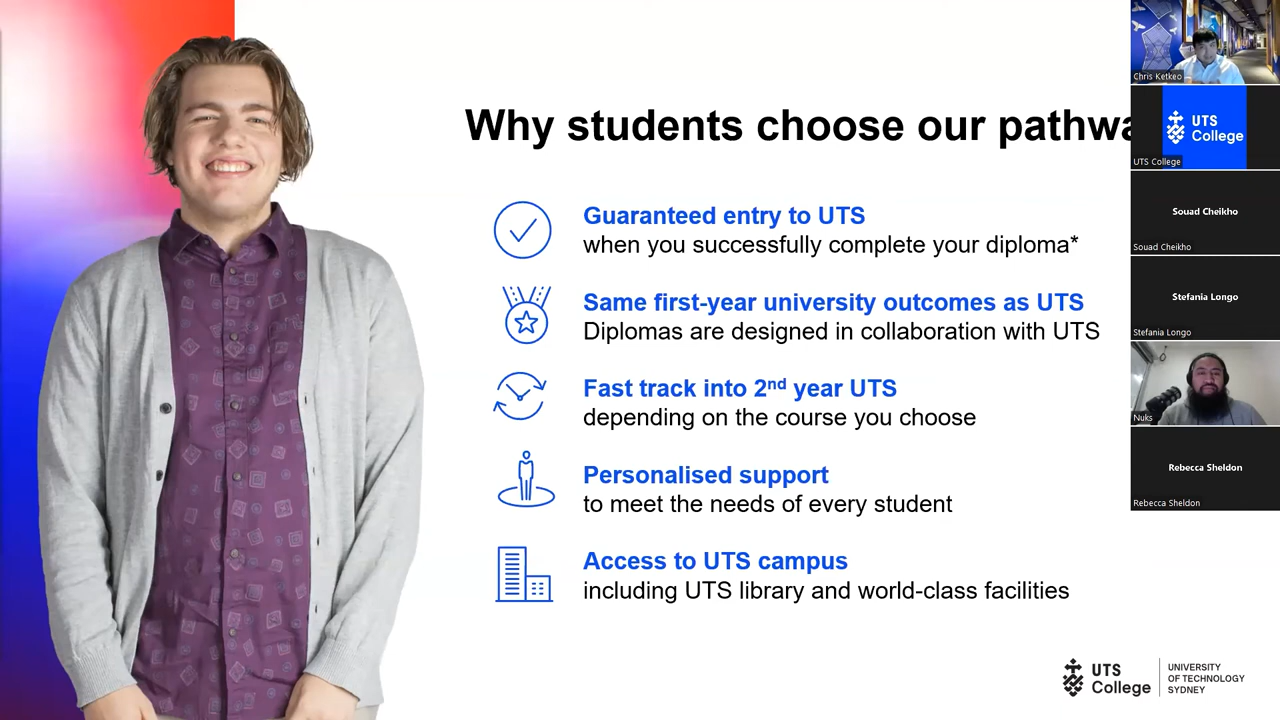 Why students choose our pathwa
Guaranteed entry to UTS
when you successfully complete your diploma*
Same first-year university outcomes as UTS
Diplomas are designed in collaboration with UTS
Fast track into 2nd year UTS
depending on the course you choose
Personalised support
to meet the needs of every student
Access to UTS campus
including UTS library and world-class facilities
UTS
College
UNIVERSITY
OF TECHNOLOGY
SYDNEY
Chris Ketkeo
UTS
College
UTS College
Souad Cheikho
Souad Cheikho
Stefania Longo
Stefania Longo
Nuks
Rebecca Sheldon
Rebecca Sheldon